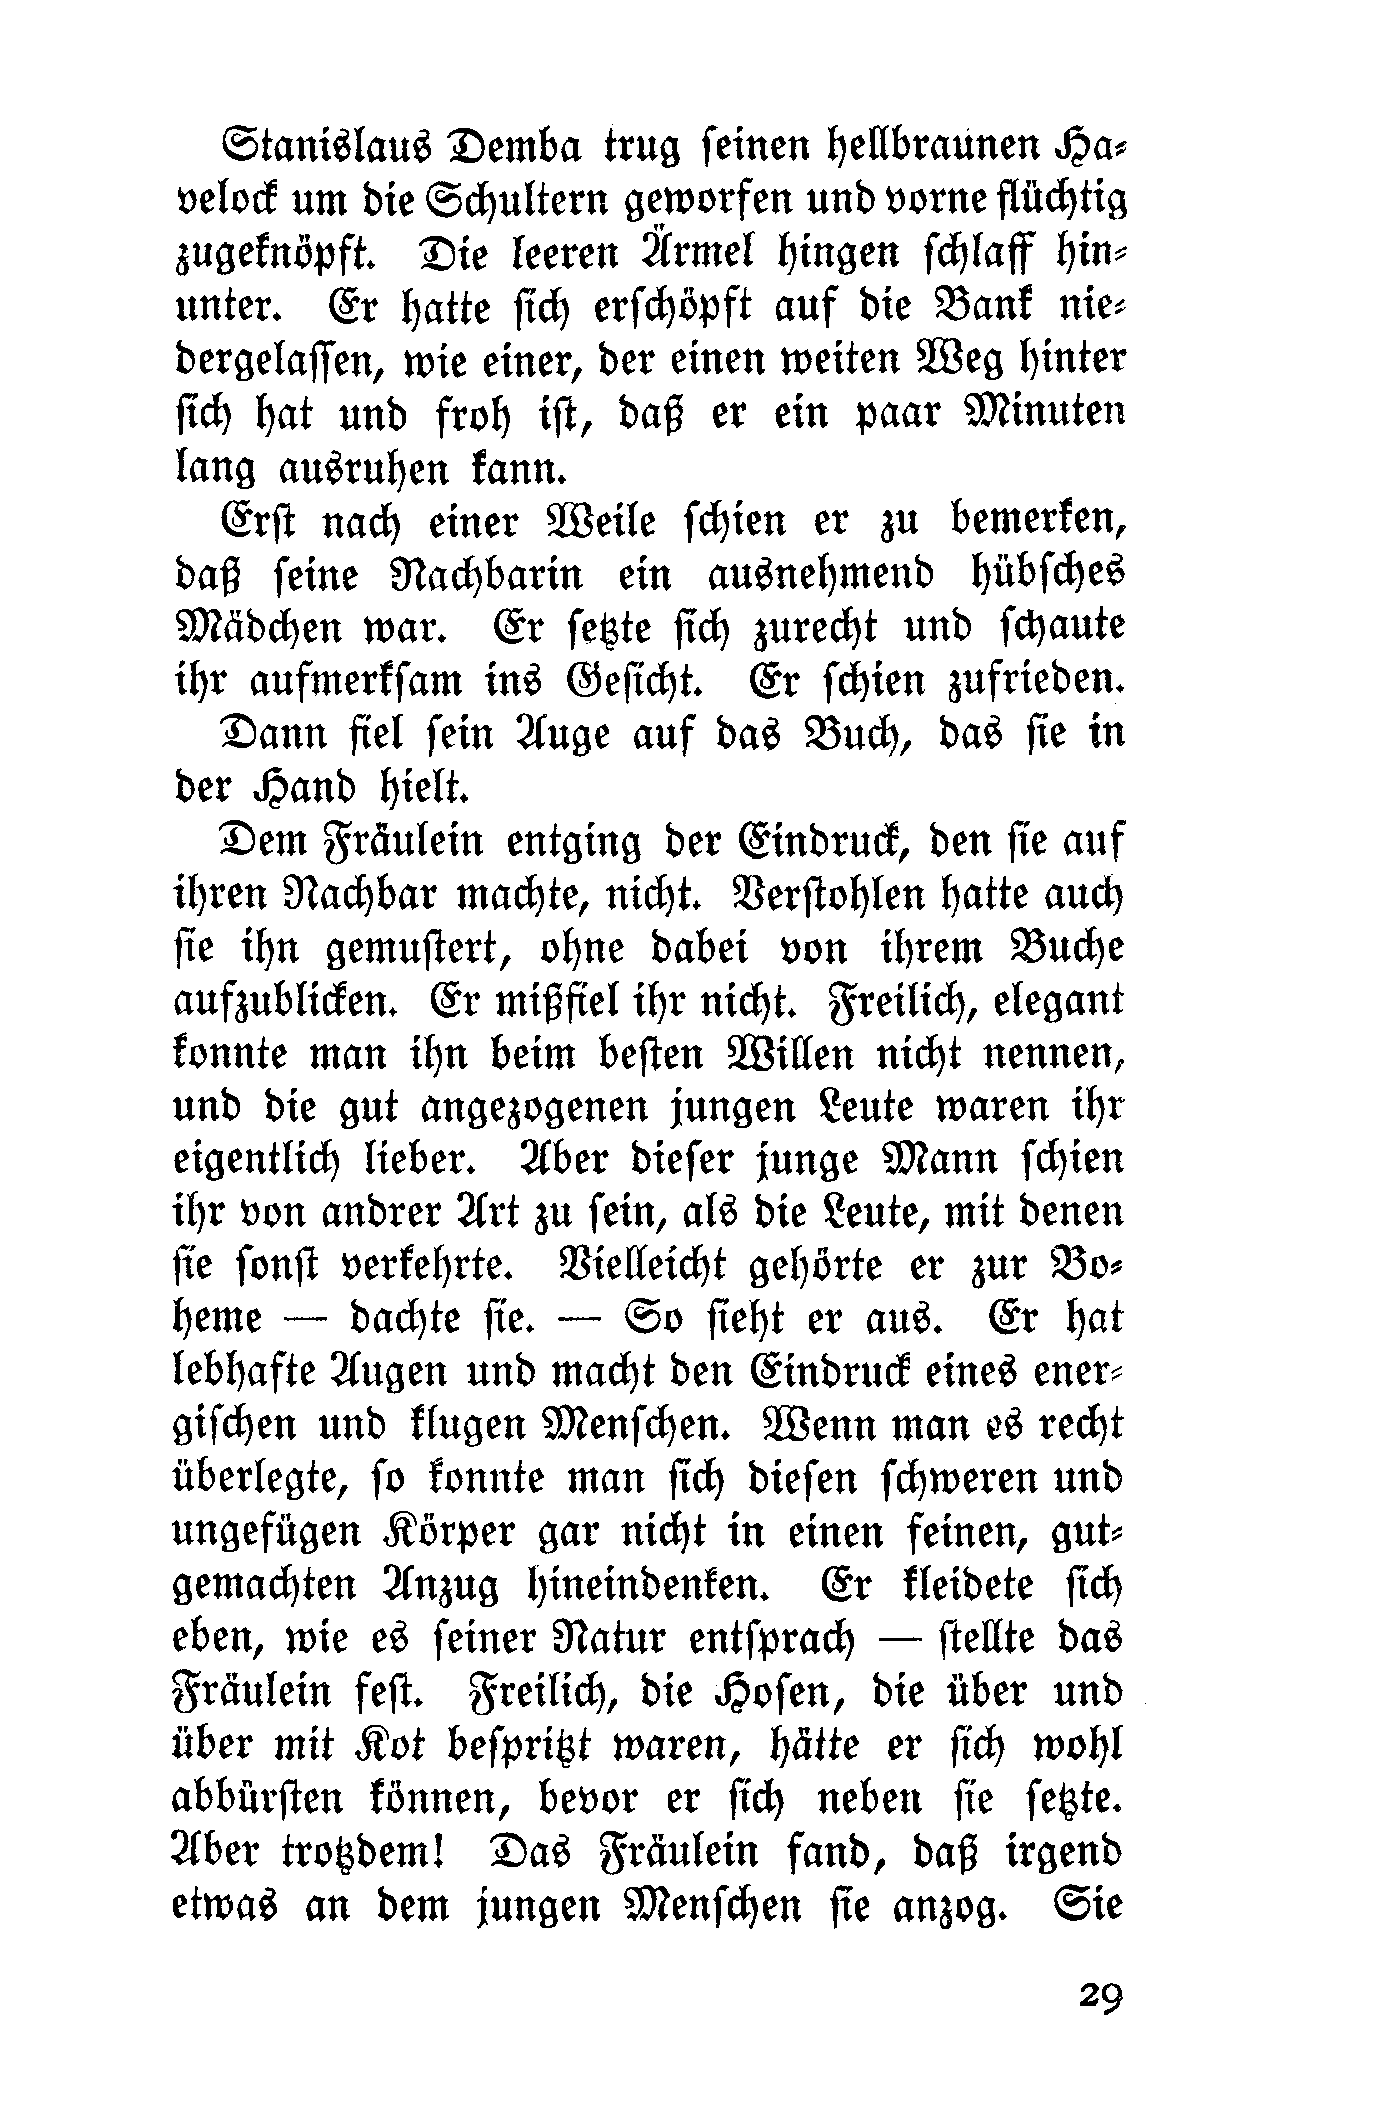 Stanislaus Demba trug seinen hellbraunen Ha-
velock um die Schultern geworfen und vorne flüchtig
zugeknöpft. Die leeren Ärmel hingen schlaff hin-
unter. Er hatte sich erschöpft auf die Bank nie-
dergelassen, wie einer, der einen weiten Weg hinter
sich hat und froh ist, daß er ein paar Minuten
lang ausruhen kann.
Erst nach einer Weile schien er zu bemerken,
daß seine Nachbarin ein ausnehmend hübsches
Mädchen war. Er setzte sich zurecht und schaute
ihr aufmerksam ins Gesicht. Er schien zufrieden.
Dann fiel sein Auge auf das Buch, das sie in
der Hand hielt.
Dem Fräulein entging der Eindruck, den sie auf
ihren Nachbar machte, nicht. Verstohlen hatte auch
sie ihn gemustert, ohne dabei von ihrem Buche
aufzublicken. Er mißfiel ihr nicht. Freilich, elegant
konnte man ihn beim besten Willen nicht nennen,
und die gut angezogenen jungen Leute waren ihr
eigentlich lieber. Aber dieser junge Mann schien
ihr von andrer Art zu sein, als die Leute, mit denen
sie sonst verkehrte. Vielleicht gehörte er zur Bo-
heme — dachte sie. — So sieht er aus. Er hat
lebhafte Augen und macht den Eindruck eines ener-
gischen und klugen Menschen. Wenn man es recht
überlegte, so konnte man sich diesen schweren und
ungefügen Körper gar nicht in einen feinen, gut-
gemachten Anzug hineindenken. Er kleidete sich
eben, wie es seiner Natur entsprach — stellte das
Fräulein fest. Freilich, die Hosen, die über und
über mit Kot bespritzt waren, hätte er sich wohl
abbürsten können, bevor er sich neben sie setzte.
Aber trotzdem! Das Fräulein fand, daß irgend
etwas an dem jungen Menschen sie anzog. Sie
29